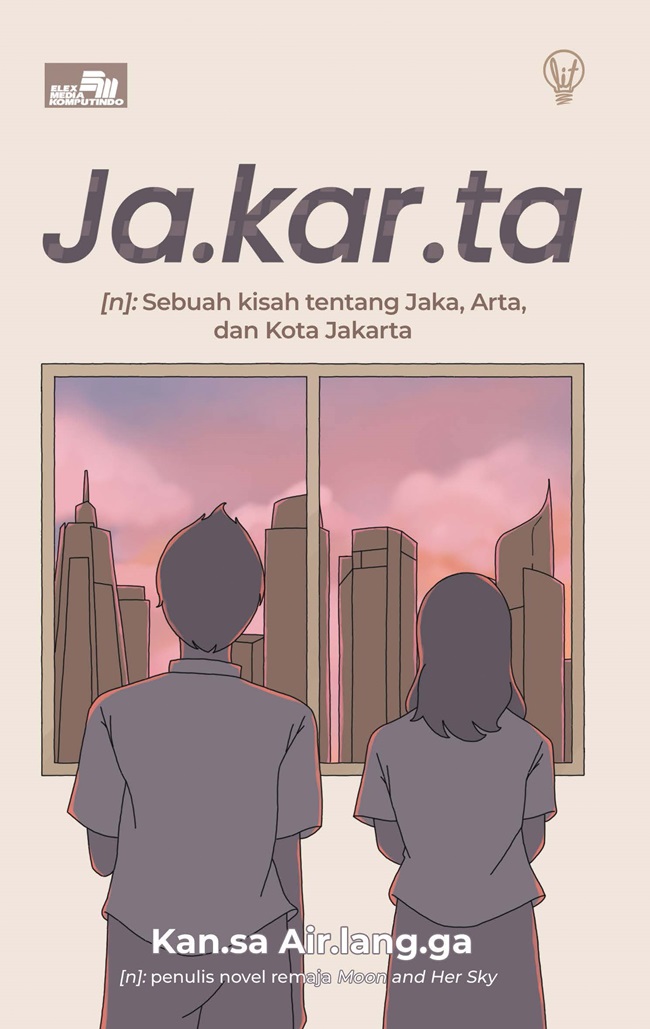 ELEX
MEDIA
KOMPUTINDO
lit
Ja.kar.ta
[n]: Sebuah kisah tentang Jaka, Arta,
dan Kota Jakarta
Kan.sa Air.lang.ga
[n]: penulis novel remaja Moon and Her Sky